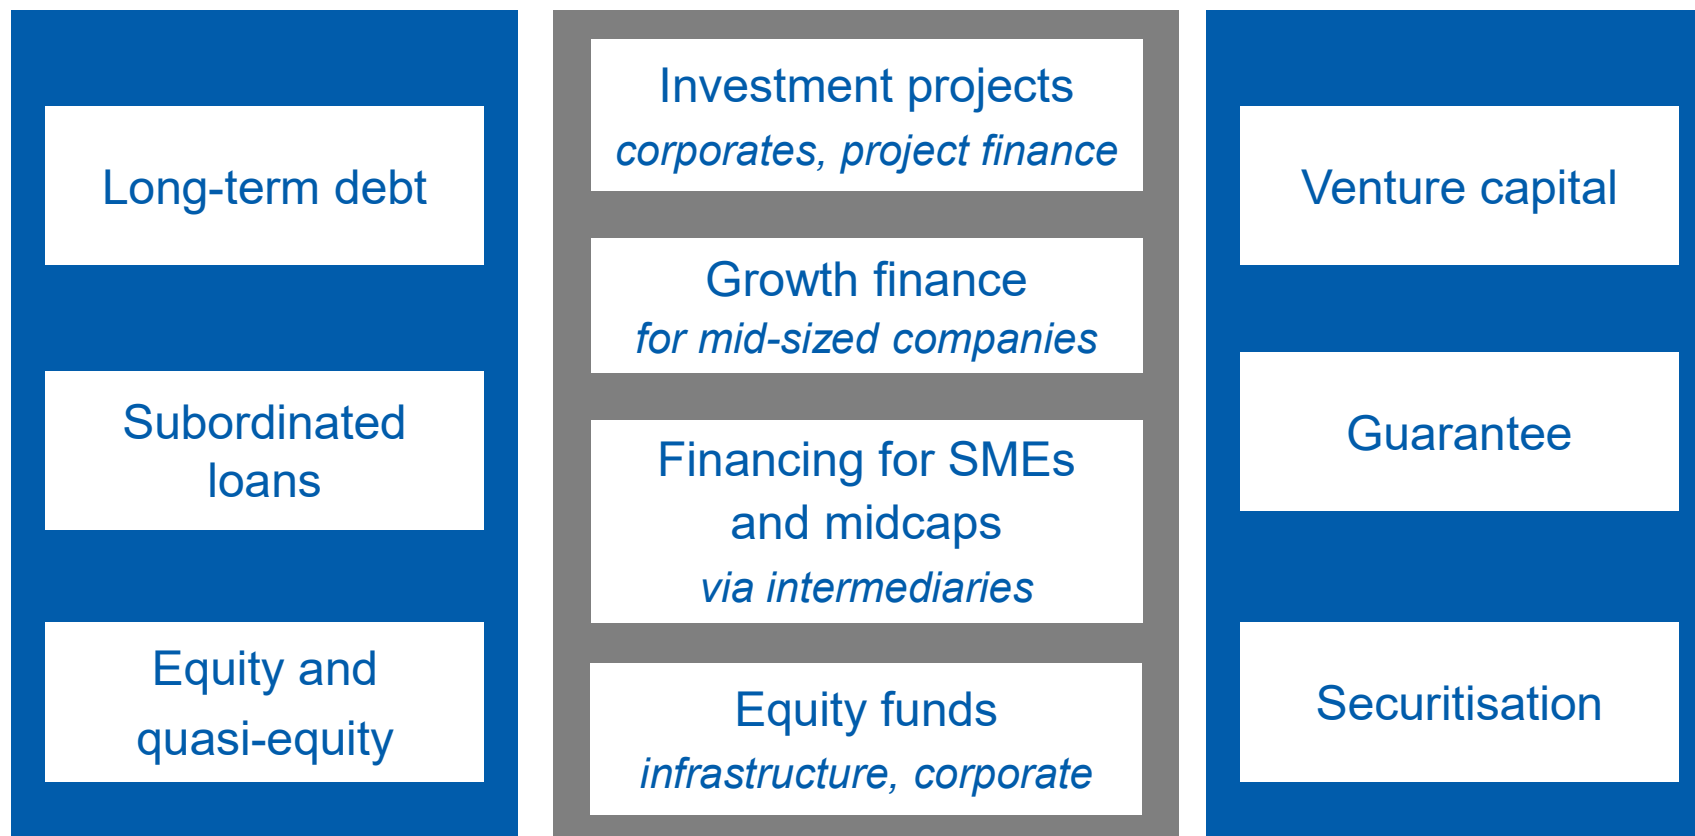 Long-term debt
Subordinated
loans
Equity and
quasi-equity
Investment projects
corporates, project finance
Growth finance
for mid-sized companies
Financing for SMEs
and midcaps
via intermediaries
Equity funds
infrastructure, corporate
Venture capital
Guarantee
Securitisation